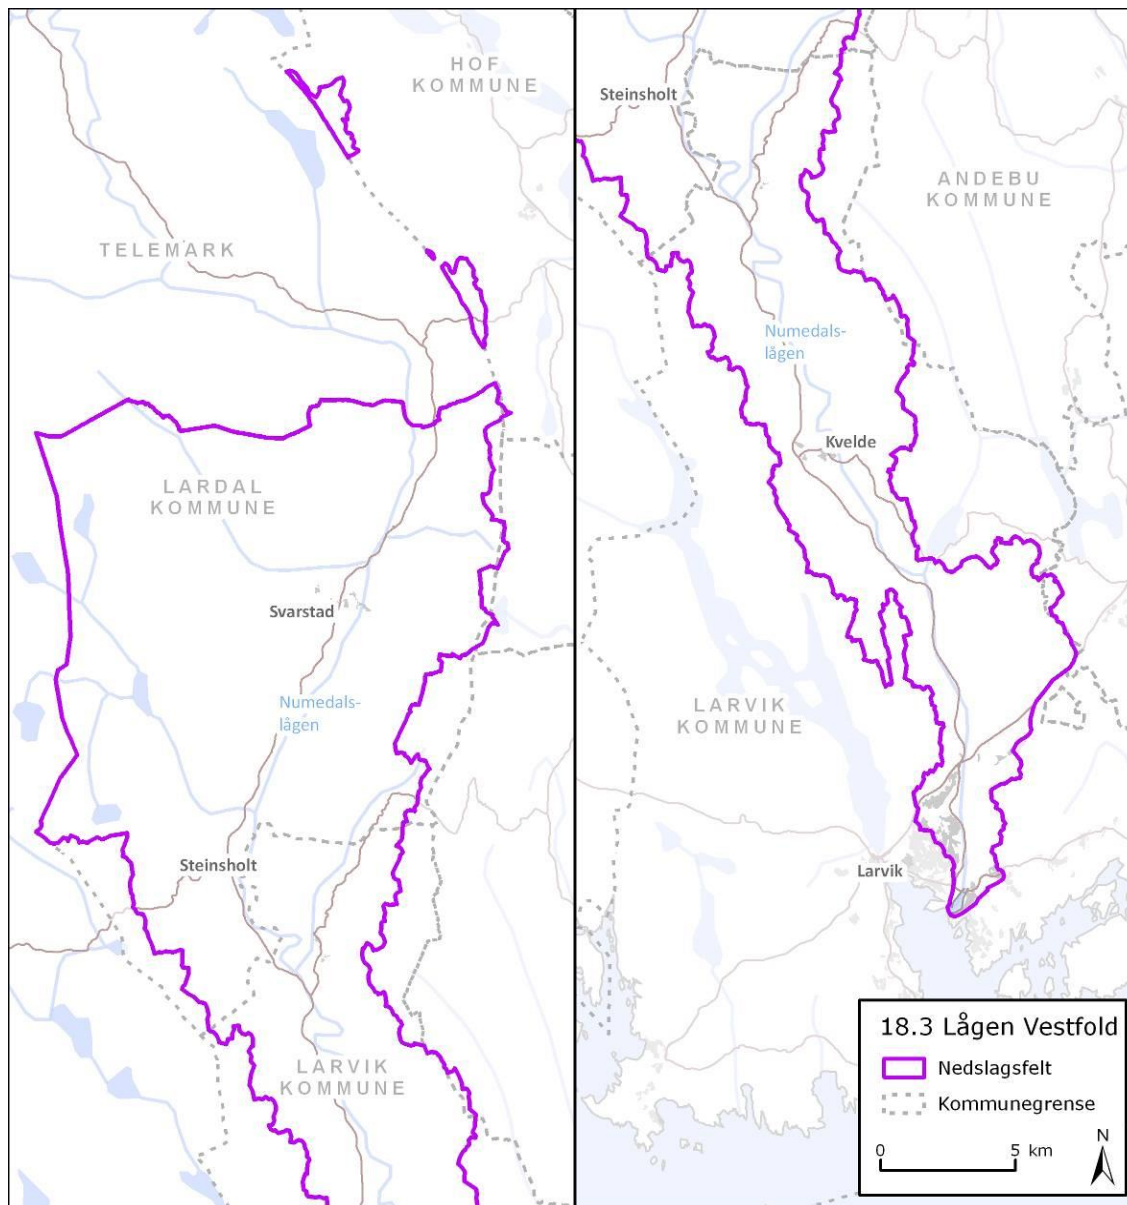 HOF
KOMMUNE
TELEMARK
LARDAL
KOMMUNE
Svarstad
Numedals-
lågen
Steinsholt
LARVIK
KOMMUNE
Steinsholt
ANDEBU
KOMMUNE
Numedals-
lågen
Kvelde
LARVIK
KOMMUNE
Larvik
18.3 Lågen Vestfold
Nedslagsfelt
Kommunegrense
0 5 km
N